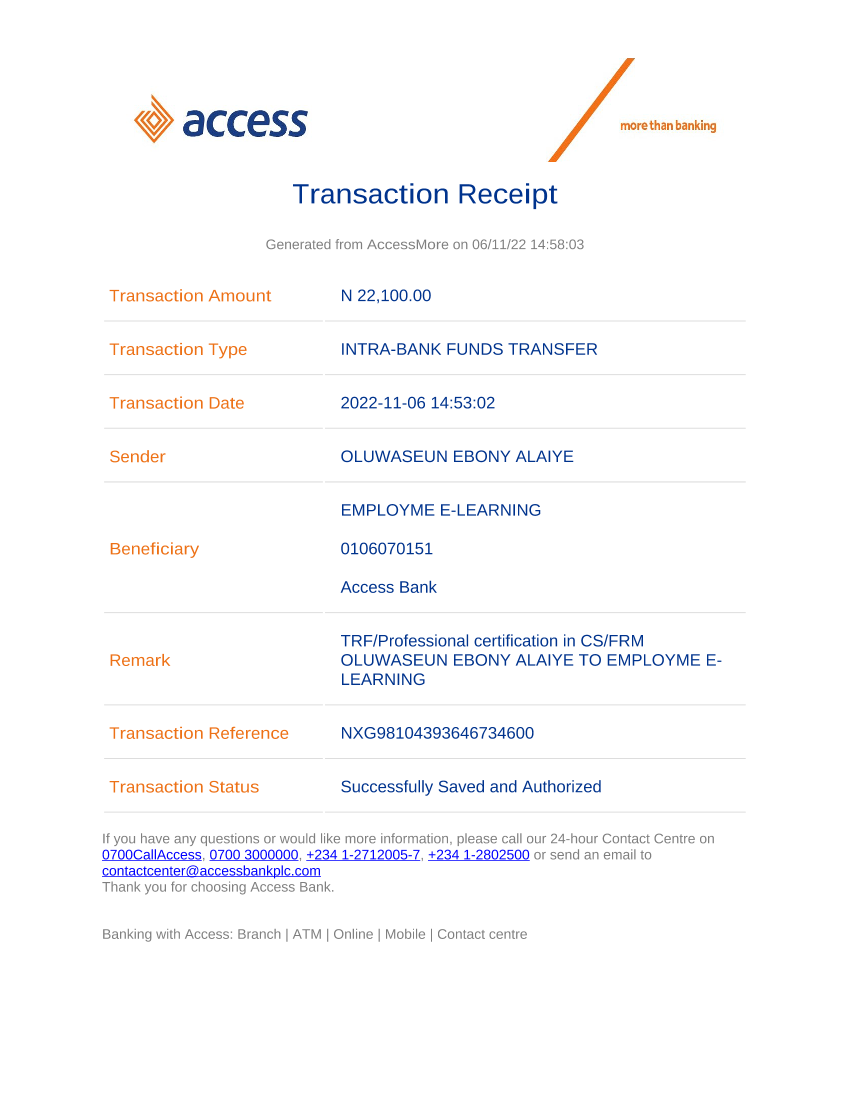 access
more than banking
Transaction Receipt
Generated from AccessMore on 06/11/22 14:58:03
Transaction Amount N 22,100.00
Transaction Type INTRA-BANK FUNDS TRANSFER
Transaction Date 2022-11-06 14:53:02
Sender OLUWASEUN EBONY ALAIYE
EMPLOYME E-LEARNING
Beneficiary 0106070151
Access Bank
TRF/Professional certification in CS/FRM
Remark OLUWASEUN EBONY ALAIYE TO EMPLOYME E-
LEARNING
Transaction Reference NXG98104393646734600
Transaction Status Successfully Saved and Authorized
If you have any questions or would like more information, please call our 24-hour Contact Centre on
0700CallAccess, 0700 3000000, +234 1-2712005-7, +234 1-2802500 or send an email to
contactcenter@accessbankplc.com
Thank you for choosing Access Bank.
Banking with Access: Branch | ATM | Online | Mobile | Contact centre